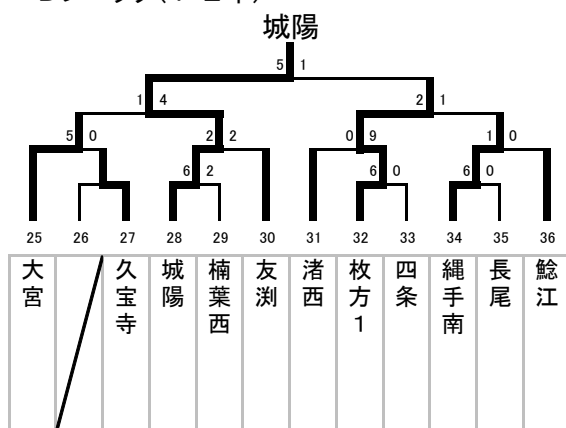 城陽
5 1
1 4 2 1
5 0 2 2 0 9 1 0
6 2 6 0 6 0
25 26 27 28 29 30 31 32 33 34 35 36
大宮
久宝寺
城陽
楠葉西
友渕
渚西
枚方1
四条
縄手南
長尾
鯰江